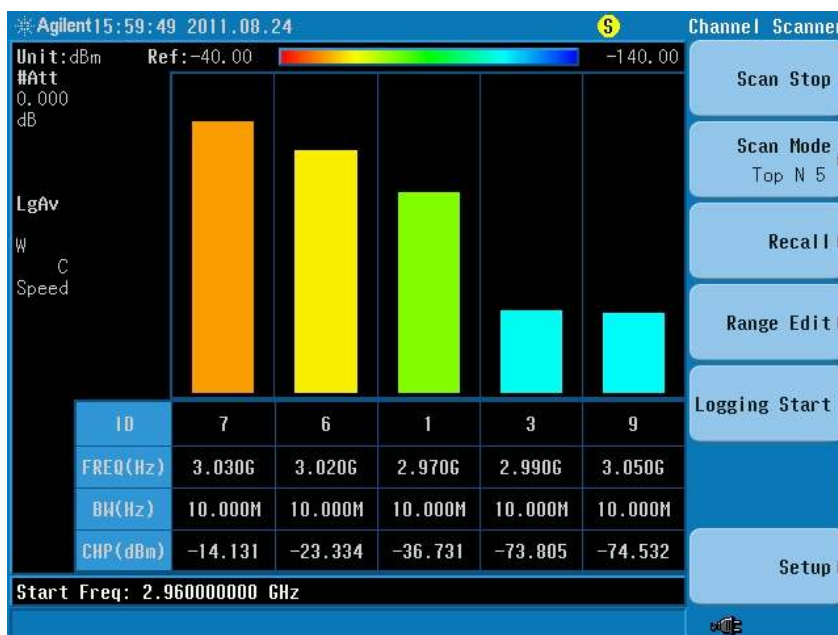 Agilent 15:59:49 2011.08.24 S Channel Scanner
Unit:dBm Ref:-40.00 -140.00
#Att
0.000
dB
LgAv
W
C
Speed
ID 7 6 1 3 9
FREQ(Hz) 3.030G 3.020G 2.970G 2.990G 3.050G
BW(Hz) 10.000M 10.000M 10.000M 10.000M 10.000M
CHP(dBm) -14.131 -23.334 -36.731 -73.805 -74.532
Start Freq: 2.960000000 GHz
Scan Stop
Scan Mode
Top N 5
Recall
Range Edit
Logging Start
Setup